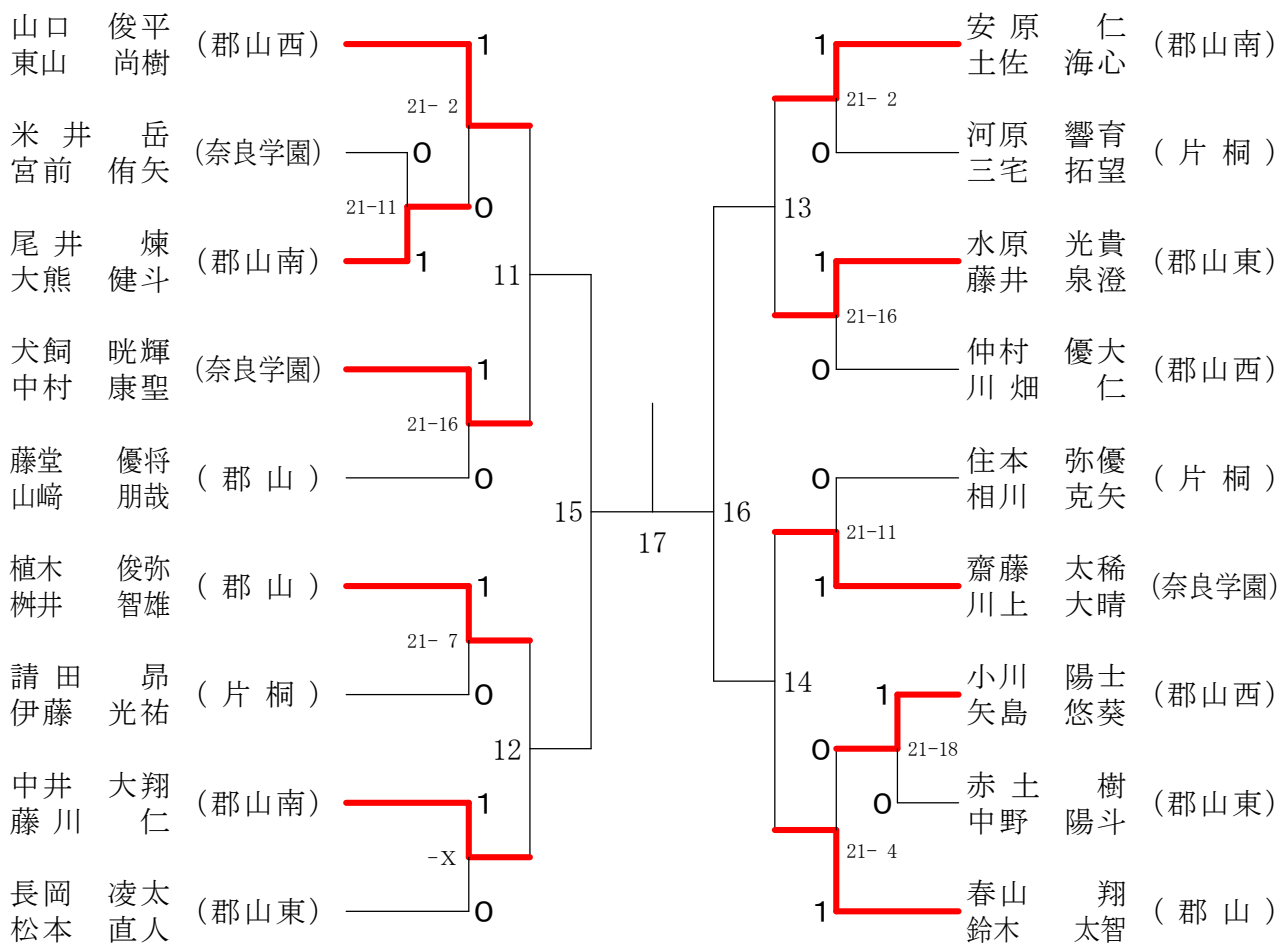 山口 俊平
東山 尚樹
(郡山西)
1
21- 2
米井 岳
宮前 侑矢
(奈良学園)
0
21-11
0
尾井 煉
大熊 健斗
(郡山南)
1
11
犬飼 晄輝
中村 康聖
(奈良学園)
1
21-16
藤堂 優将
山﨑 朋哉
(郡山)
0
15
植木 俊弥
桝井 智雄
(郡山)
1
21- 7
請田 昴
伊藤 光祐
(片桐)
0
12
中井 大翔
藤川 仁
(郡山南)
1
-X
長岡 凌太
松本 直人
(郡山東)
0
17
安原 仁
土佐 海心
(郡山南)
1
21- 2
河原 響育
三宅 拓望
(片桐)
0
13
水原 光貴
藤井 泉澄
(郡山東)
1
21-16
仲村 優大
川畑 仁
(郡山西)
0
16
住本 弥優
相川 克矢
(片桐)
0
21-11
齋藤 太稀
川上 大晴
(奈良学園)
1
14
小川 陽士
矢島 悠葵
(郡山西)
1
0
21-18
赤土 樹
中野 陽斗
(郡山東)
0
21- 4
春山 翔
鈴木 太智
(郡山)
1